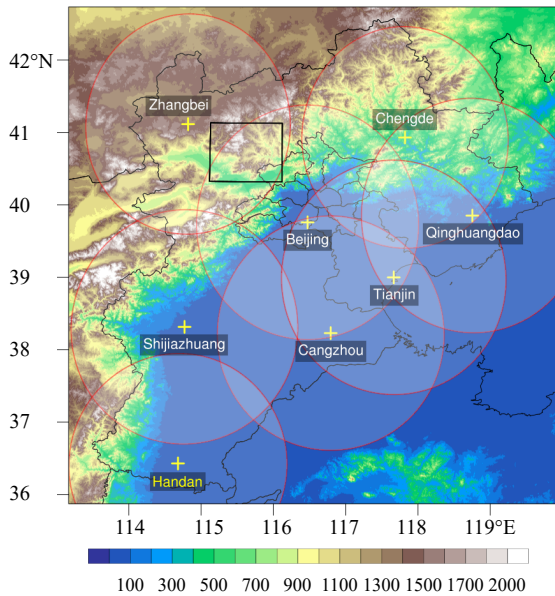 42°N
Zhangbei
Chengde
41
40
Beijing
Qinghuangdao
39
Tianjin
Shijiazhuang
Cangzhou
38
37
Handan
36
114 115 116 117 118 119°E
100 300 500 700 900 1100 1300 1500 1700 2000